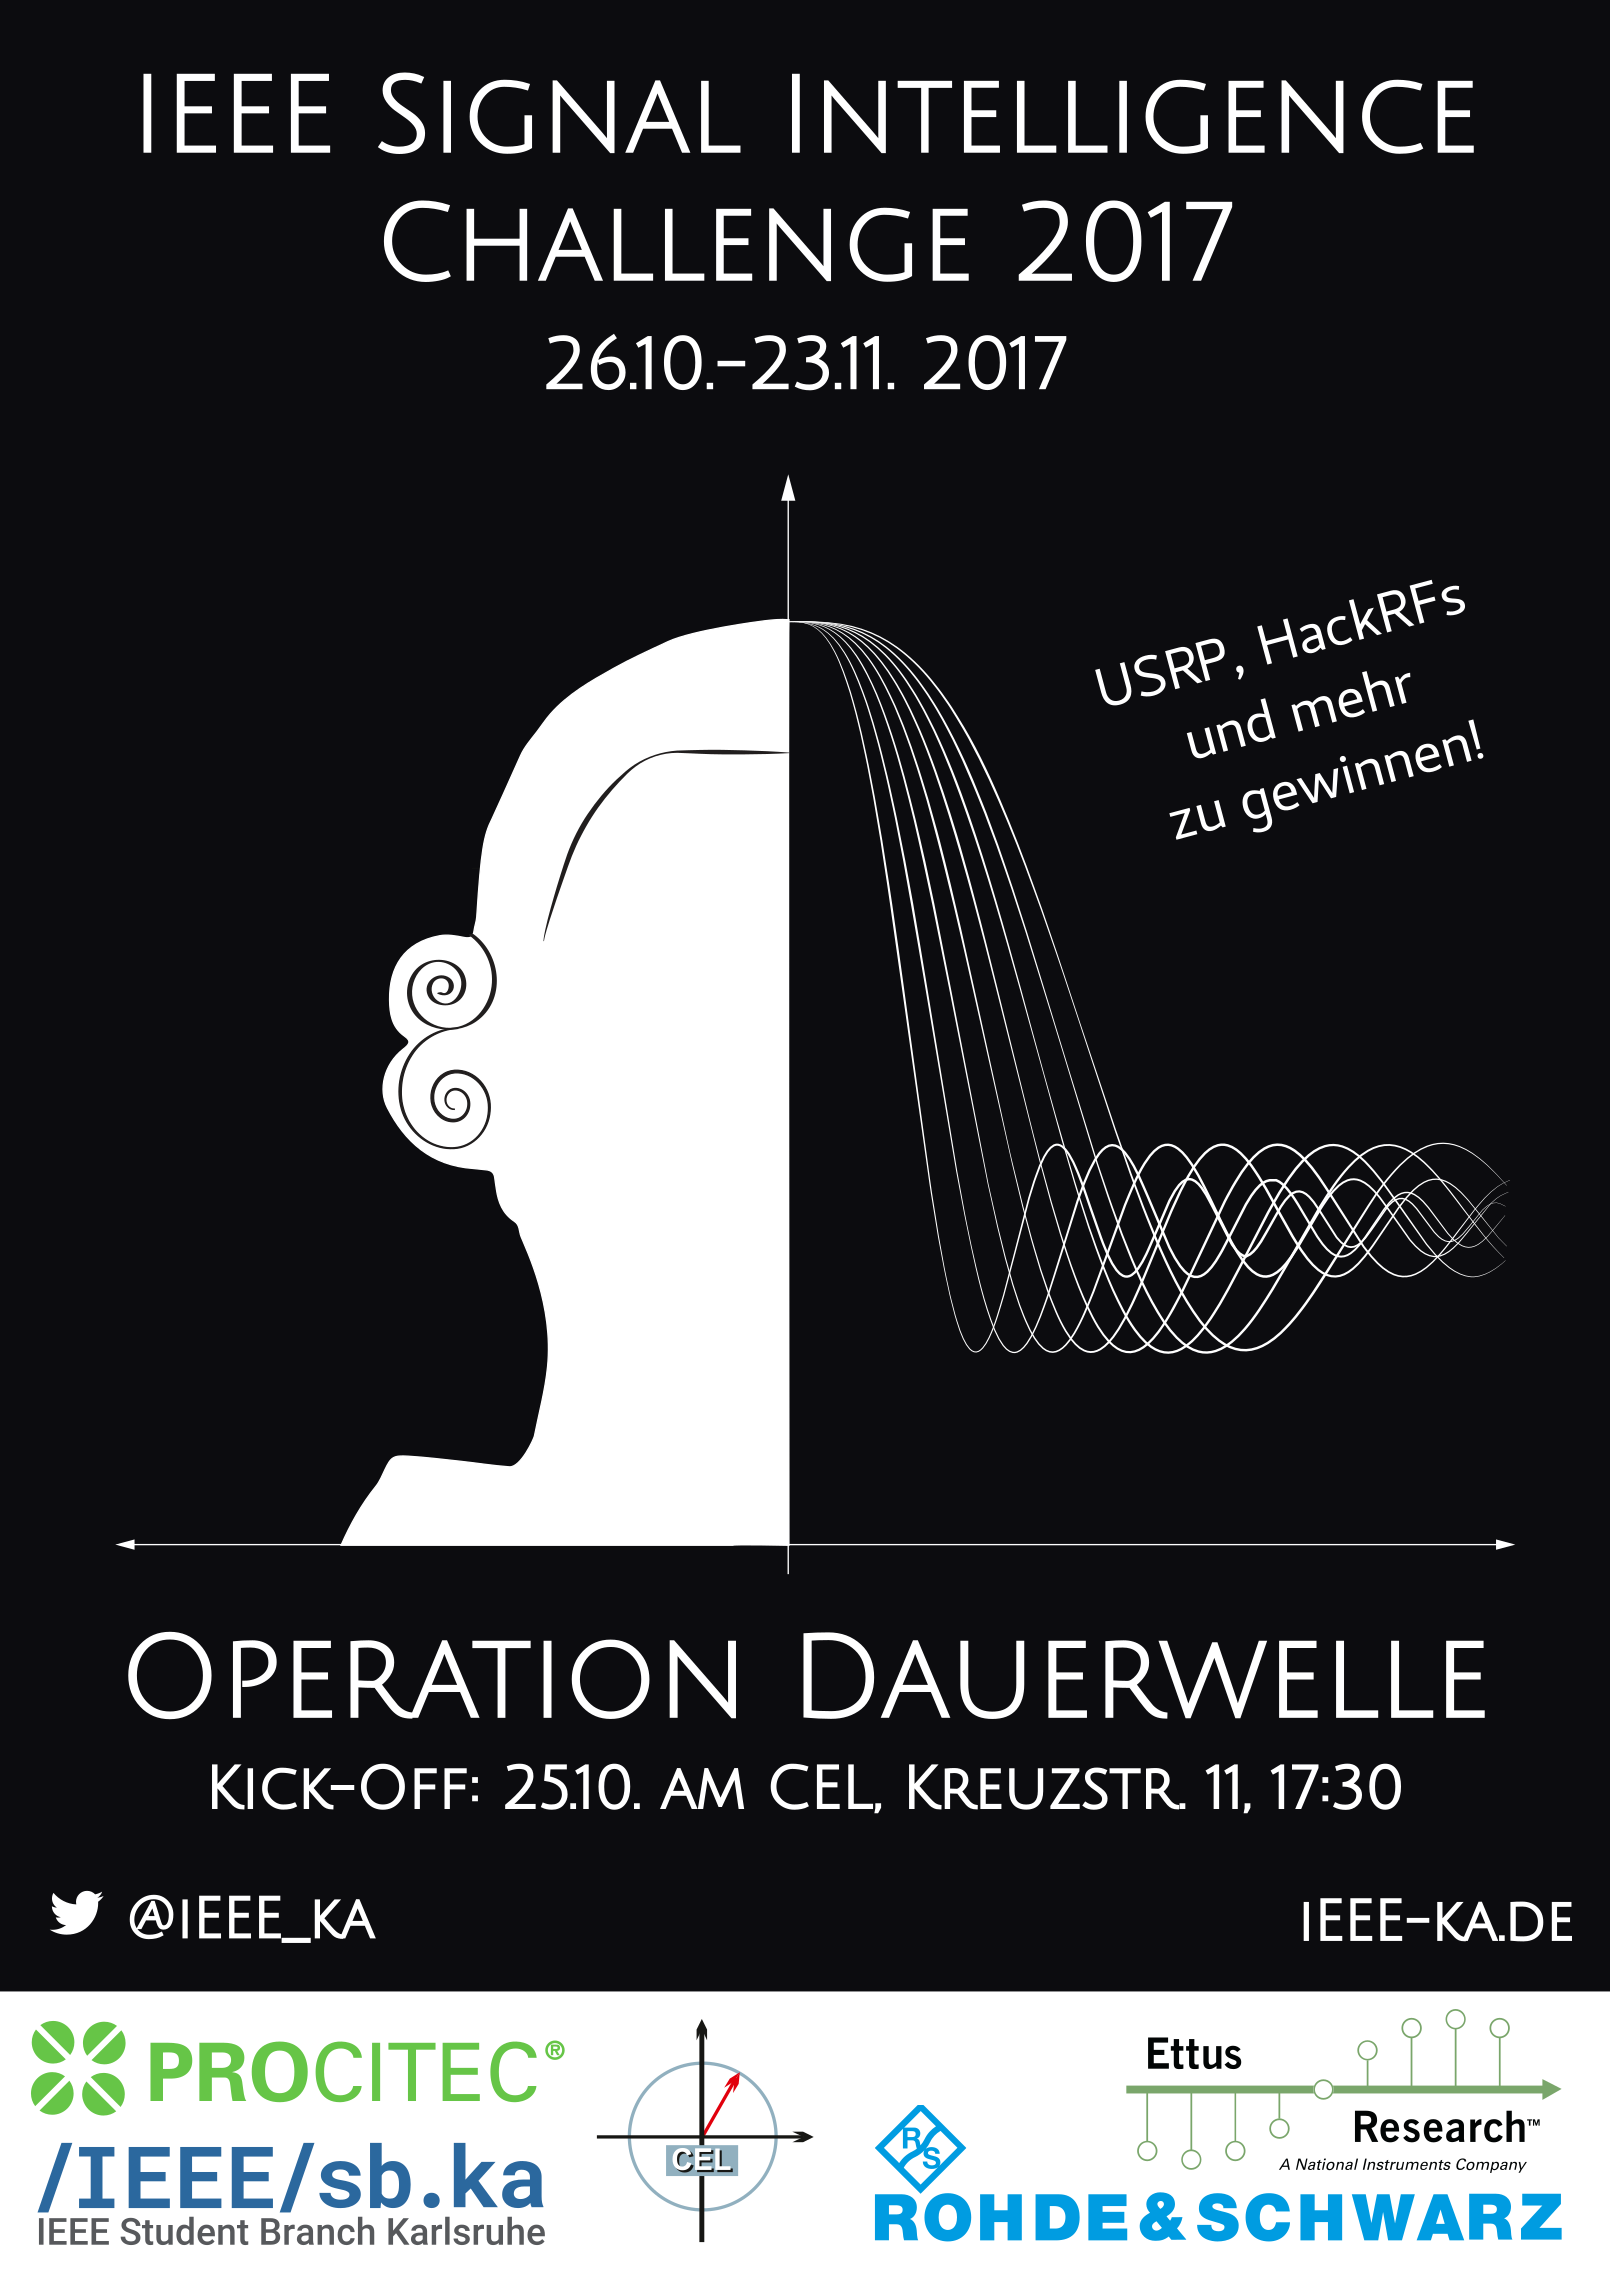 IEEE Signal Intelligence
Challenge 2017
26.10.-23.11. 2017
USRP, HackRFs
und mehr
zu gewinnen!
Operation Dauerwelle
Kick-Off: 25.10. am CEL, Kreuzstr. 11, 17:30
@IEEE_KA
IEEE-KA.DE
PROCITEC®
/IEEE/sb.ka
IEEE Student Branch Karlsruhe
CEL
R S
ROHDE&SCHWARZ
Ettus
Research™
A National Instruments Company